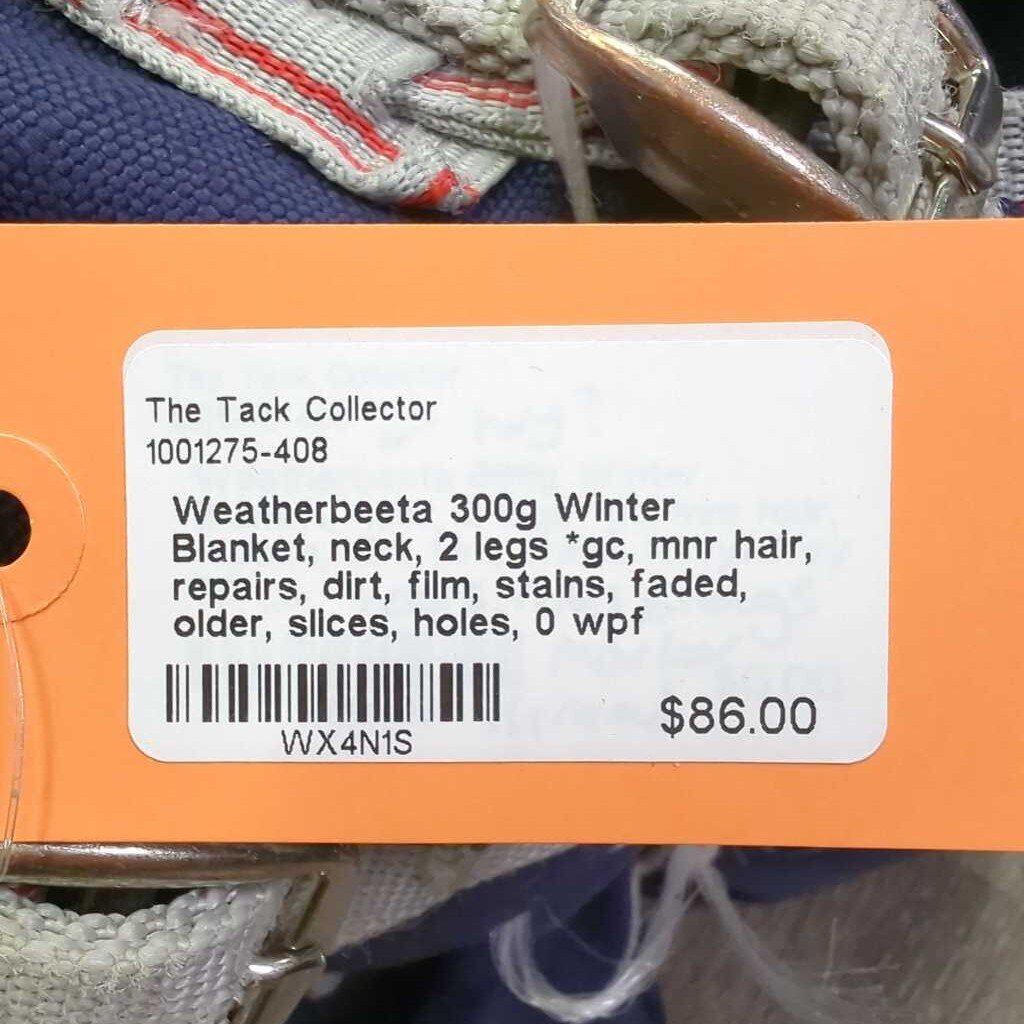 The Tack Collector
1001275-408
Weatherbeeta 300g Winter
Blanket, neck, 2 legs *gc, mnr hair,
repairs, dirt, film, stains, faded,
older, slices, holes, 0 wpf
WX4N1S
$86.00